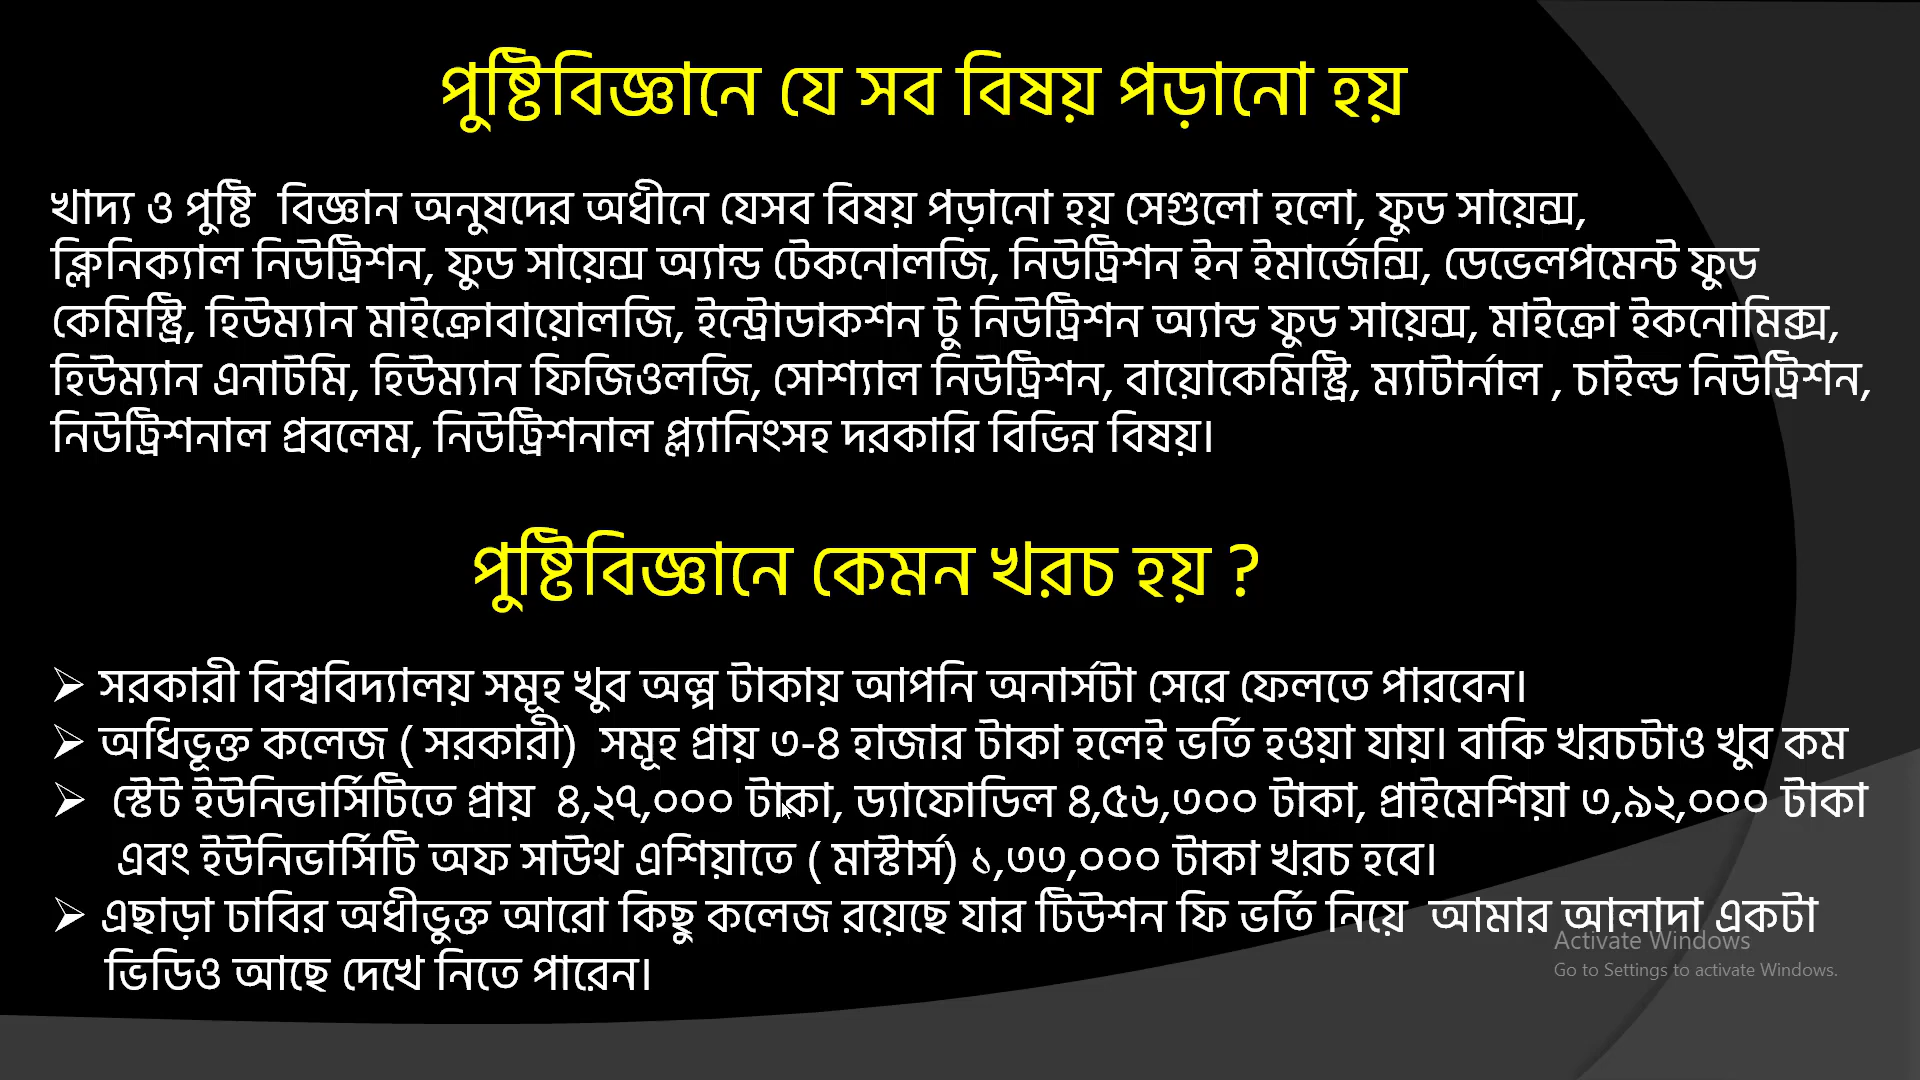 পুষ্টিবিজ্ঞানে যে সব বিষয় পড়ানো হয়
খাদ্য ও পুষ্টি বিজ্ঞান অনুষদের অধীনে যেসব বিষয় পড়ানো হয় সেগুলো হলো, ফুড সায়েন্স,
ক্লিনিক্যাল নিউট্রিশন, ফুড সায়েন্স অ্যান্ড টেকনোলজি, নিউট্রিশন ইন ইমার্জেন্সি, ডেভেলপমেন্ট ফুড
কেমিস্ট্রি, হিউম্যান মাইক্রোবায়োলজি, ইন্ট্রোডাকশন টু নিউট্রিশন অ্যান্ড ফুড সায়েন্স, মাইক্রো ইকনোমিক্স,
হিউম্যান এনাটমি, হিউম্যান ফিজিওলজি, সোশ্যাল নিউট্রিশন, বায়োকেমিস্ট্রি, ম্যাটার্নাল , চাইল্ড নিউট্রিশন,
নিউট্রিশনাল প্রবলেম, নিউট্রিশনাল প্ল্যানিংসহ দরকারি বিভিন্ন বিষয়।
পুষ্টিবিজ্ঞানে কেমন খরচ হয় ?
➢ সরকারী বিশ্ববিদ্যালয় সমূহ খুব অল্প টাকায় আপনি অনার্সটা সেরে ফেলতে পারবেন।
➢ অধিভূক্ত কলেজ ( সরকারী) সমূহ প্রায় ৩-৪ হাজার টাকা হলেই ভর্তি হওয়া যায়। বাকি খরচটাও খুব কম
➢ স্টেট ইউনিভার্সিটিতে প্রায় ৪,২৭,০০০ টাকা, ড্যাফোডিল ৪,৫৬,৩০০ টাকা, প্রাইমেশিয়া ৩,৯২,০০০ টাকা
এবং ইউনিভার্সিটি অফ সাউথ এশিয়াতে ( মাস্টার্স) ১,৩৩,০০০ টাকা খরচ হবে।
➢ এছাড়া ঢাবির অধীভুক্ত আরো কিছু কলেজ রয়েছে যার টিউশন ফি ভর্তি নিয়ে আমার আলাদা একটা
ভিডিও আছে দেখে নিতে পারেন।
Activate Windows
Go to Settings to activate Windows.